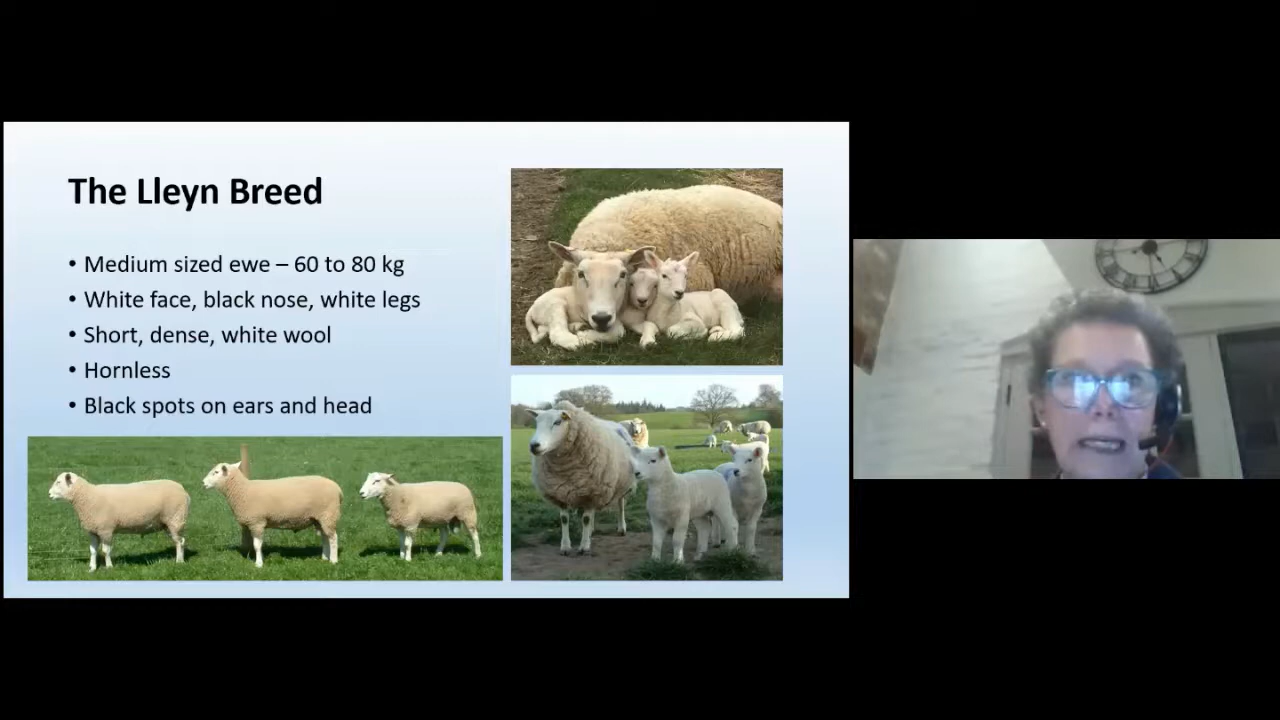 The Lleyn Breed
• Medium sized ewe – 60 to 80 kg
• White face, black nose, white legs
• Short, dense, white wool
• Hornless
• Black spots on ears and head